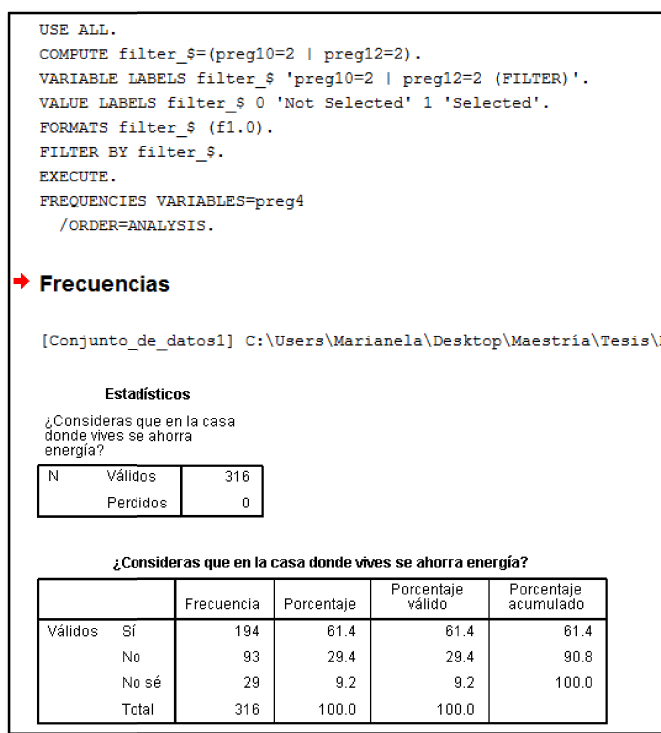 USE ALL.
COMPUTE filter_$=(preg10=2 | preg12=2).
VARIABLE LABELS filter_$ 'preg10=2 | preg12=2 (FILTER)'.
VALUE LABELS filter_$ 0 'Not Selected' 1 'Selected'.
FORMATS filter_$ (f1.0).
FILTER BY filter_$.
EXECUTE.
FREQUENCIES VARIABLES=preg4
/ORDER=ANALYSIS.
Frecuencias
[Conjunto_de_datos1] C:\Users\Marianela\Desktop\Maestría\Tesis\
Estadísticos
¿Consideras que en la casa
donde vives se ahorra
energía?
N Válidos 316
Perdidos 0
¿Consideras que en la casa donde vives se ahorra energía?
Frecuencia Porcentaje Porcentaje válido Porcentaje acumulado
Válidos Sí 194 61.4 61.4 61.4
No 93 29.4 29.4 90.8
No sé 29 9.2 9.2 100.0
Total 316 100.0 100.0